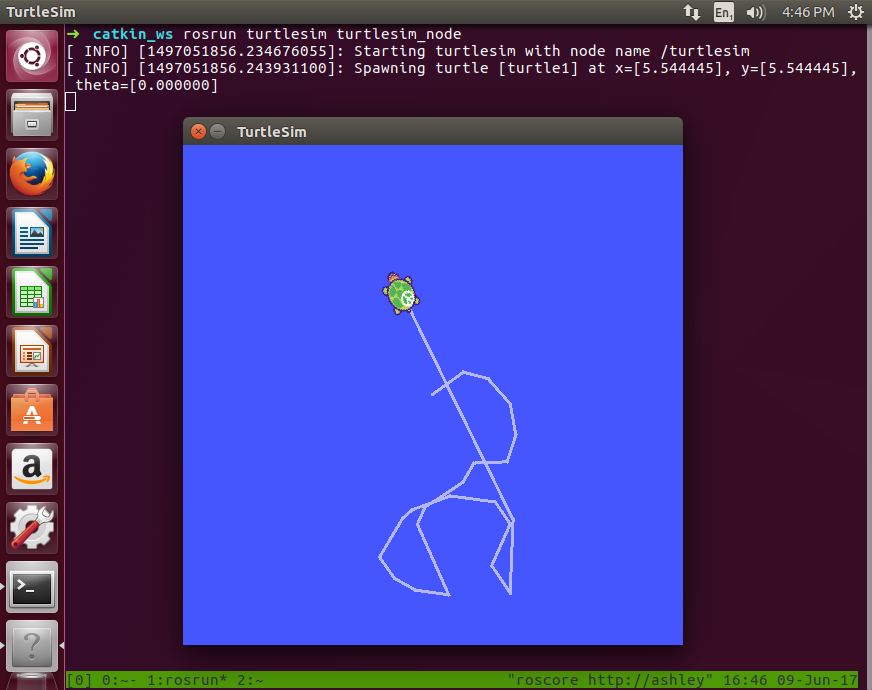 TurtleSim
En1 4:46 PM
→ catkin_ws rosrun turtlesim turtlesim_node
[ INFO] [1497051856.234676055]: Starting turtlesim with node name /turtlesim
[ INFO] [1497051856.243931100]: Spawning turtle [turtle1] at x=[5.544445], y=[5.544445],
theta=[0.000000]
TurtleSim
A
a
>_
?
[0] 0:~- 1:rosrun* 2:~ "roscore http://ashley" 16:46 09-Jun-17